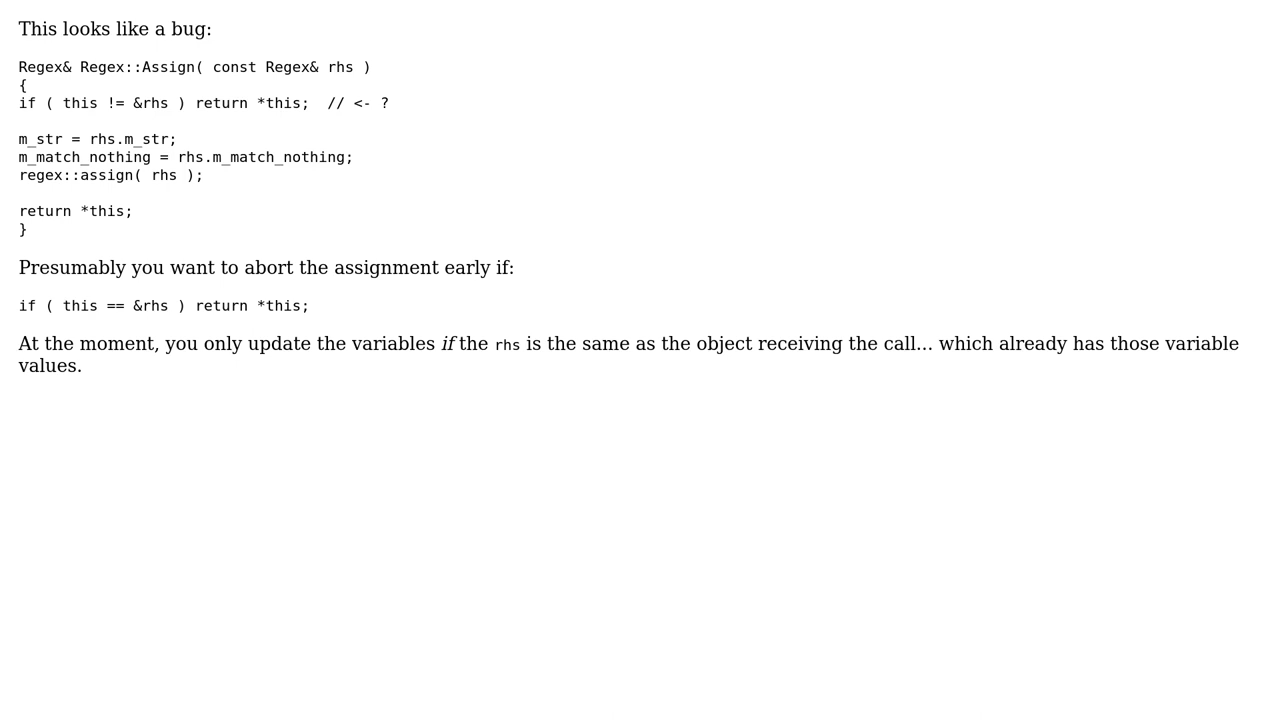 This looks like a bug:
Regex& Regex::Assign( const Regex& rhs )
{
if ( this != &rhs ) return *this;  // <- ?
m_str = rhs.m_str;
m_match_nothing = rhs.m_match_nothing;
regex::assign( rhs );
return *this;
}
Presumably you want to abort the assignment early if:
if ( this == &rhs ) return *this;
At the moment, you only update the variables if the rhs is the same as the object receiving the call... which already has those variable
values.